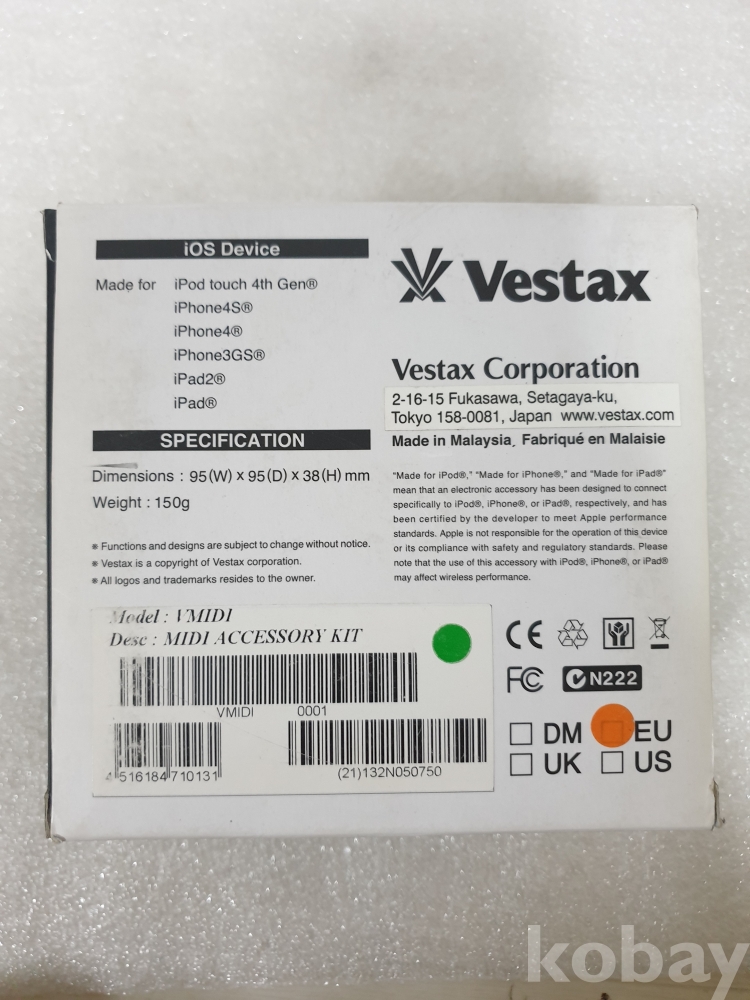 iOS Device
Made for iPod touch 4th Gen®
iPhone4S®
iPhone4®
iPhone3GS®
iPad2®
iPad®
SPECIFICATION
Dimensions : 95(W) x 95(D) x 38(H) mm
Weight : 150g
※ Functions and designs are subject to change without notice.
※ Vestax is a copyright of Vestax corporation.
※ All logos and trademarks resides to the owner.
Vestax
Vestax Corporation
2-16-15 Fukasawa, Setagaya-ku,
Tokyo 158-0081, Japan www.vestax.com
Made in Malaysia, Fabriqué en Malaisie
"Made for iPod®," "Made for iPhone®," and "Made for iPad®"
mean that an electronic accessory has been designed to connect
specifically to iPod®, iPhone®, or iPad®, respectively, and has
been certified by the developer to meet Apple performance
standards. Apple is not responsible for the operation of this device
or its compliance with safety and regulatory standards. Please
note that the use of this accessory with iPod®, iPhone®, or iPad®
may affect wireless performance.
Model : VMIDI
Desc : MIDI ACCESSORY KIT
VMIDI 0001
4 516184 710131
(21)132N050750
CE
FC N222
DM EU
UK US
kobay